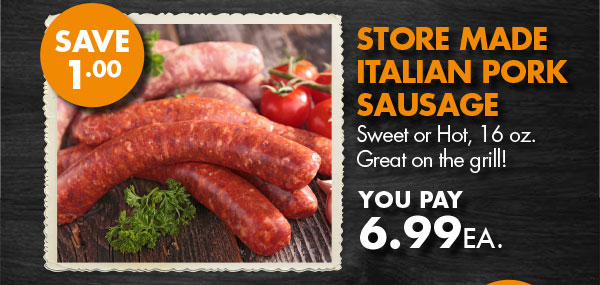 SAVE
1.00
STORE MADE
ITALIAN PORK
SAUSAGE
Sweet or Hot, 16 oz.
Great on the grill!
YOU PAY
6.99EA.